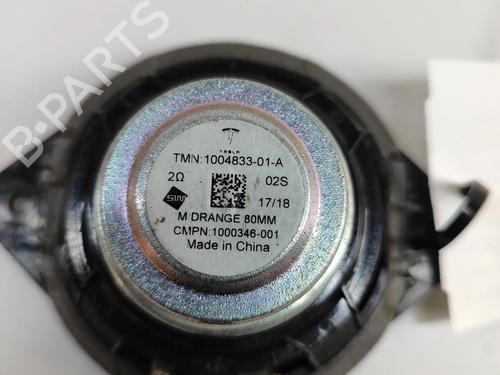 B-PARTS
TESLA
TMN:1004833-01-A
2Ω 02S
17/18
M DRANGE 80MM
CMPN:1000346-001
Made in China